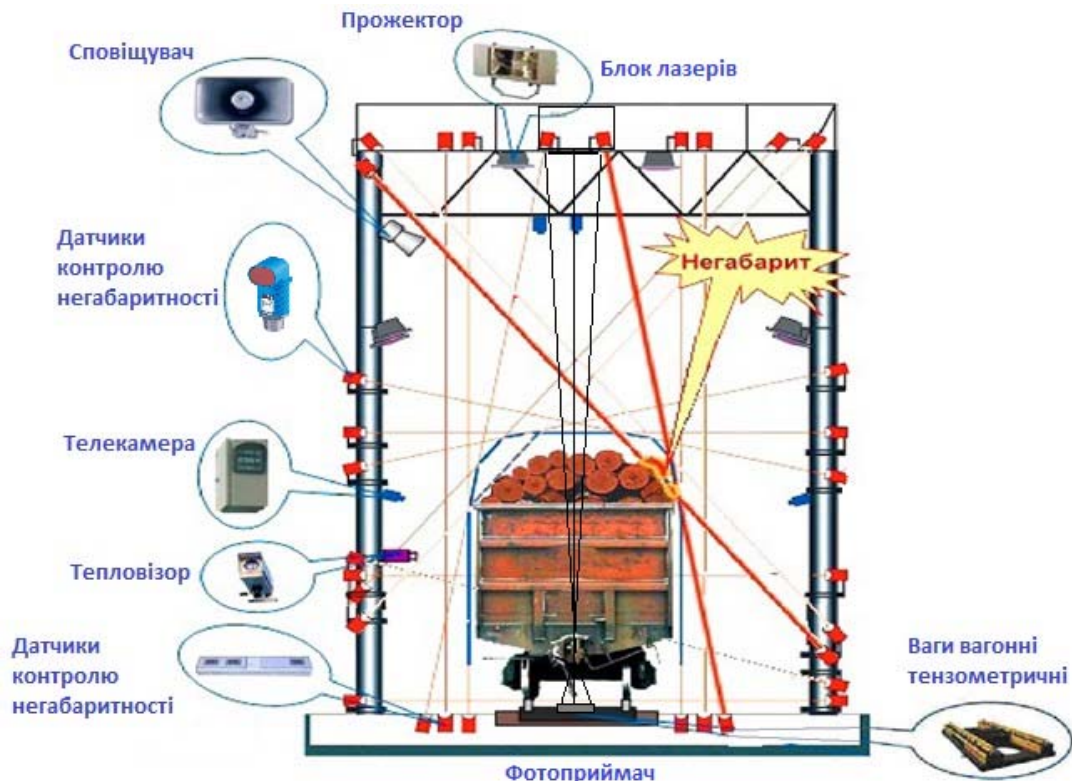 Прожектор
Сповіщувач
Блок лазерів
Датчики
контролю
негабаритності
Негабарит
Телекамера
Тепловізор
Датчики
контролю
негабаритності
Ваги вагонні
тензометричні
Фотоприймач